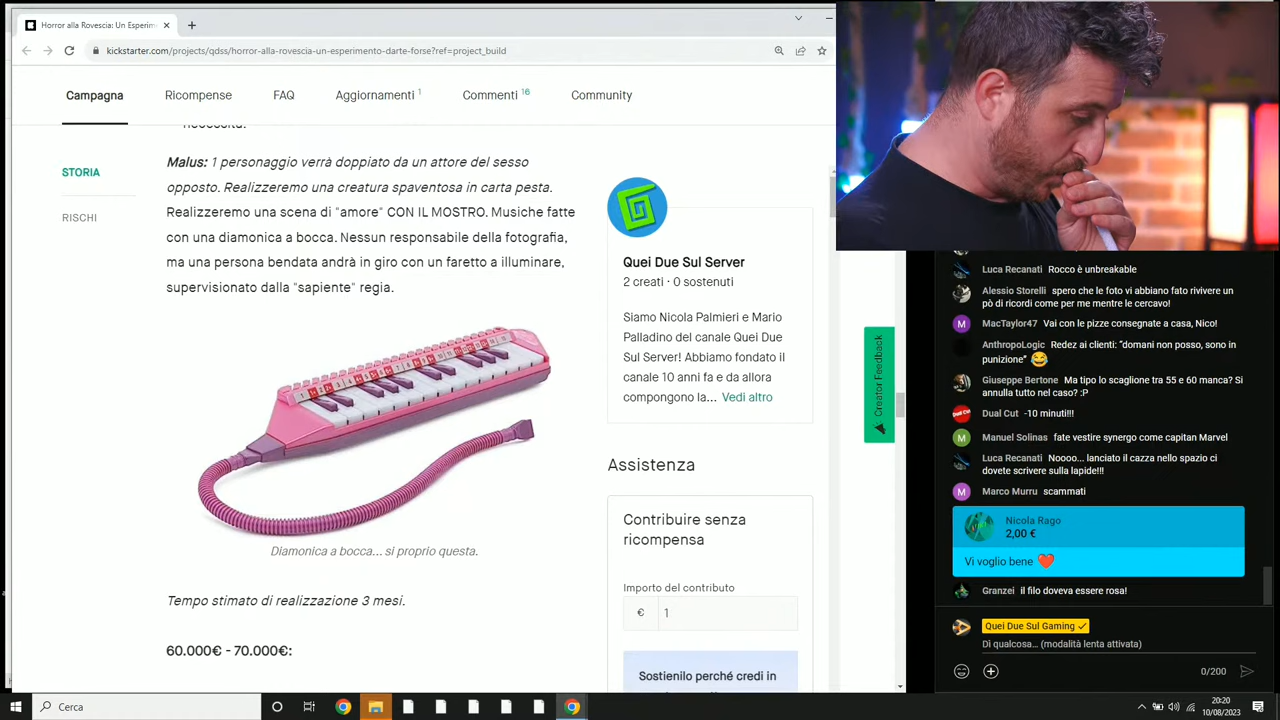 Horror alla Rovescia: Un Esperim
kickstarter.com/projects/qdss/horror-alla-rovescia-un-esperimento-darte-forse?ref=project_build
Campagna
Ricompense
FAQ
Aggiornamenti 1
Commenti 16
Community
STORIA
RISCHI
necessità.
Malus: 1 personaggio verrà doppiato da un attore del sesso
opposto. Realizzeremo una creatura spaventosa in carta pesta.
Realizzeremo una scena di "amore" CON IL MOSTRO. Musiche fatte
con una diamonica a bocca. Nessun responsabile della fotografia,
ma una persona bendata andrà in giro con un faretto a illuminare,
supervisionato dalla "sapiente" regia.
Diamonica a bocca... si proprio questa.
Tempo stimato di realizzazione 3 mesi.
60.000€ - 70.000€:
Quei Due Sul Server
2 creati · 0 sostenuti
Siamo Nicola Palmieri e Mario
Palladino del canale Quei Due
Sul Server! Abbiamo fondato il
canale 10 anni fa e da allora
compongono la... Vedi altro
Assistenza
Contribuire senza
ricompensa
Importo del contributo
€ 1
Sostienilo perché credi in
Creator Feedback
Luca Recanati Rocco è unbreakable
Alessio Storelli spero che le foto vi abbiano fato rivivere un
pò di ricordi come per me mentre le cercavo!
M MacTaylor47 Vai con le pizze consegnate a casa, Nico!
AnthropoLogic Redez ai clienti: "domani non posso, sono in
punizione"
Giuseppe Bertone Ma tipo lo scaglione tra 55 e 60 manca? Si
annulla tutto nel caso? :P
Dual Cut -10 minuti!!!
M Manuel Solinas fate vestire synergo come capitan Marvel
Luca Recanati Noooo... lanciato il cazza nello spazio ci
dovete scrivere sulla lapide!!!
M Marco Murru scammati
Nicola Rago
2,00 €
Vi voglio bene ❤️
Granzei il filo doveva essere rosa!
Quei Due Sul Gaming
Di qualcosa... (modalità lenta attivata)
0/200
Cerca
20:20
10/08/2023